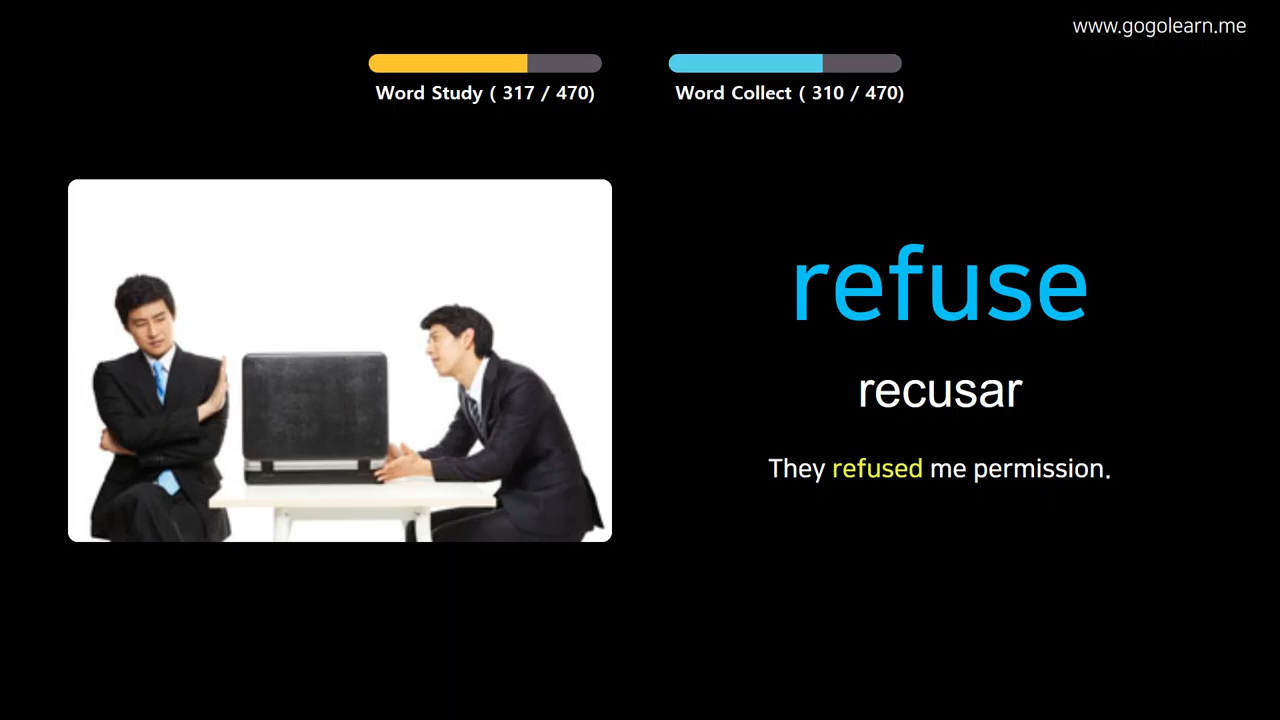 www.gogolearn.me
Word Study ( 317 / 470)
Word Collect ( 310 / 470)
refuse
recusar
They refused me permission.